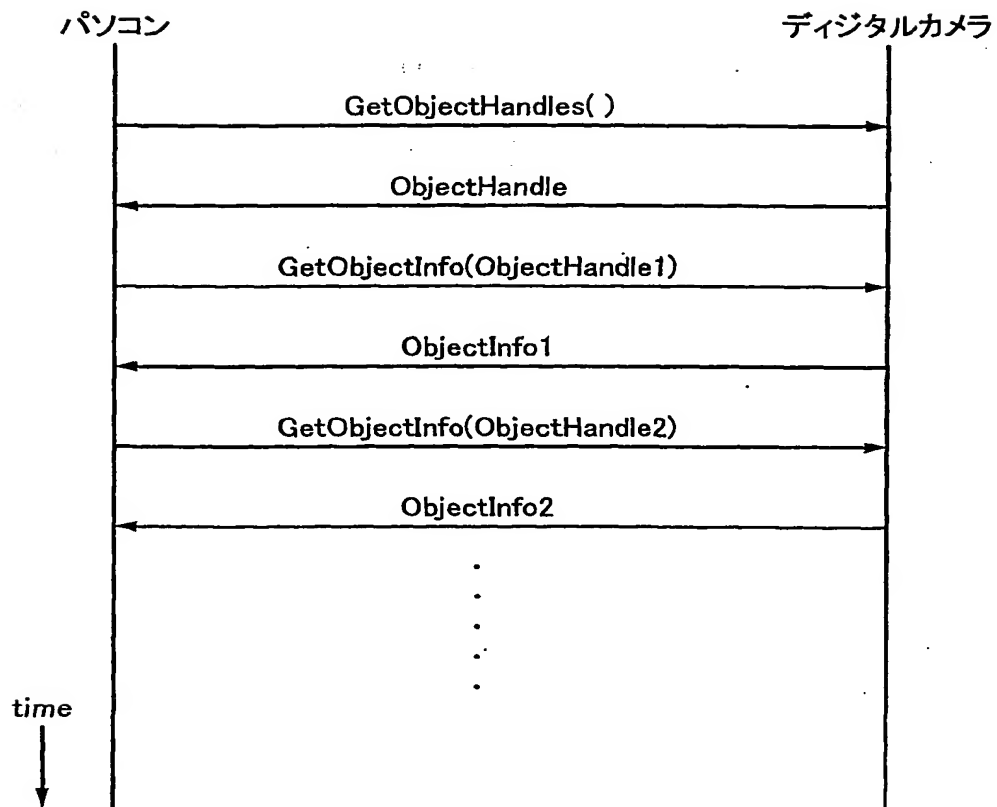 パソコン
ディジタルカメラ
GetObjectHandles( )
ObjectHandle
GetObjectInfo(ObjectHandle1)
ObjectInfo1
GetObjectInfo(ObjectHandle2)
ObjectInfo2
time